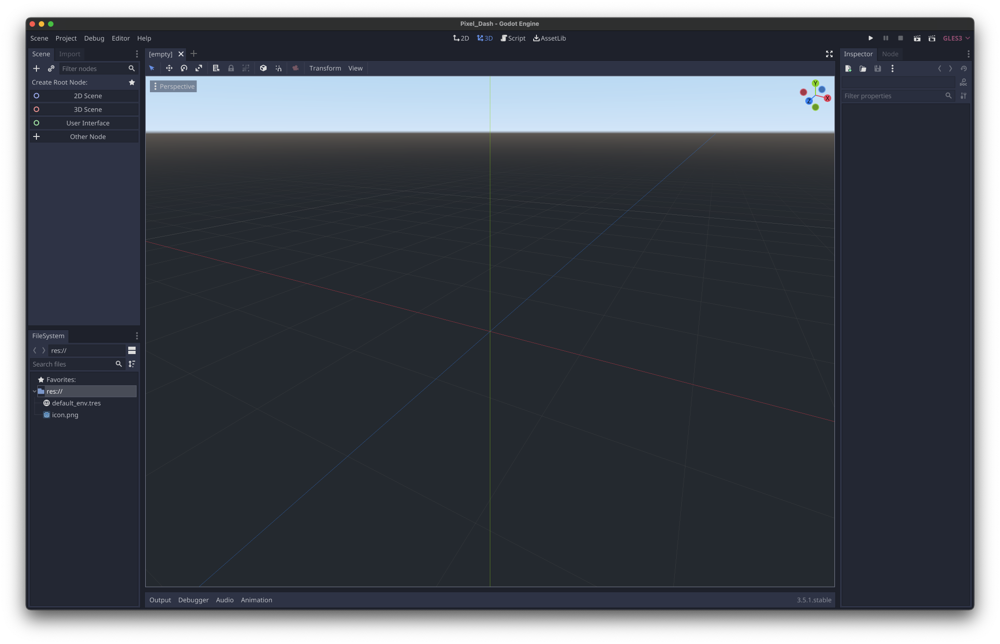 Pixel_Dash - Godot Engine
Scene Project Debug Editor Help
2D 3D Script AssetLib
GLES3
Scene Import
Filter nodes
Create Root Node:
2D Scene
3D Scene
User Interface
Other Node
FileSystem
res://
Search files
Favorites:
res://
default_env.tres
icon.png
[empty]
Transform View
Perspective
Y
X
Z
Output Debugger Audio Animation
3.5.1.stable
Inspector Node
DOC
Filter properties